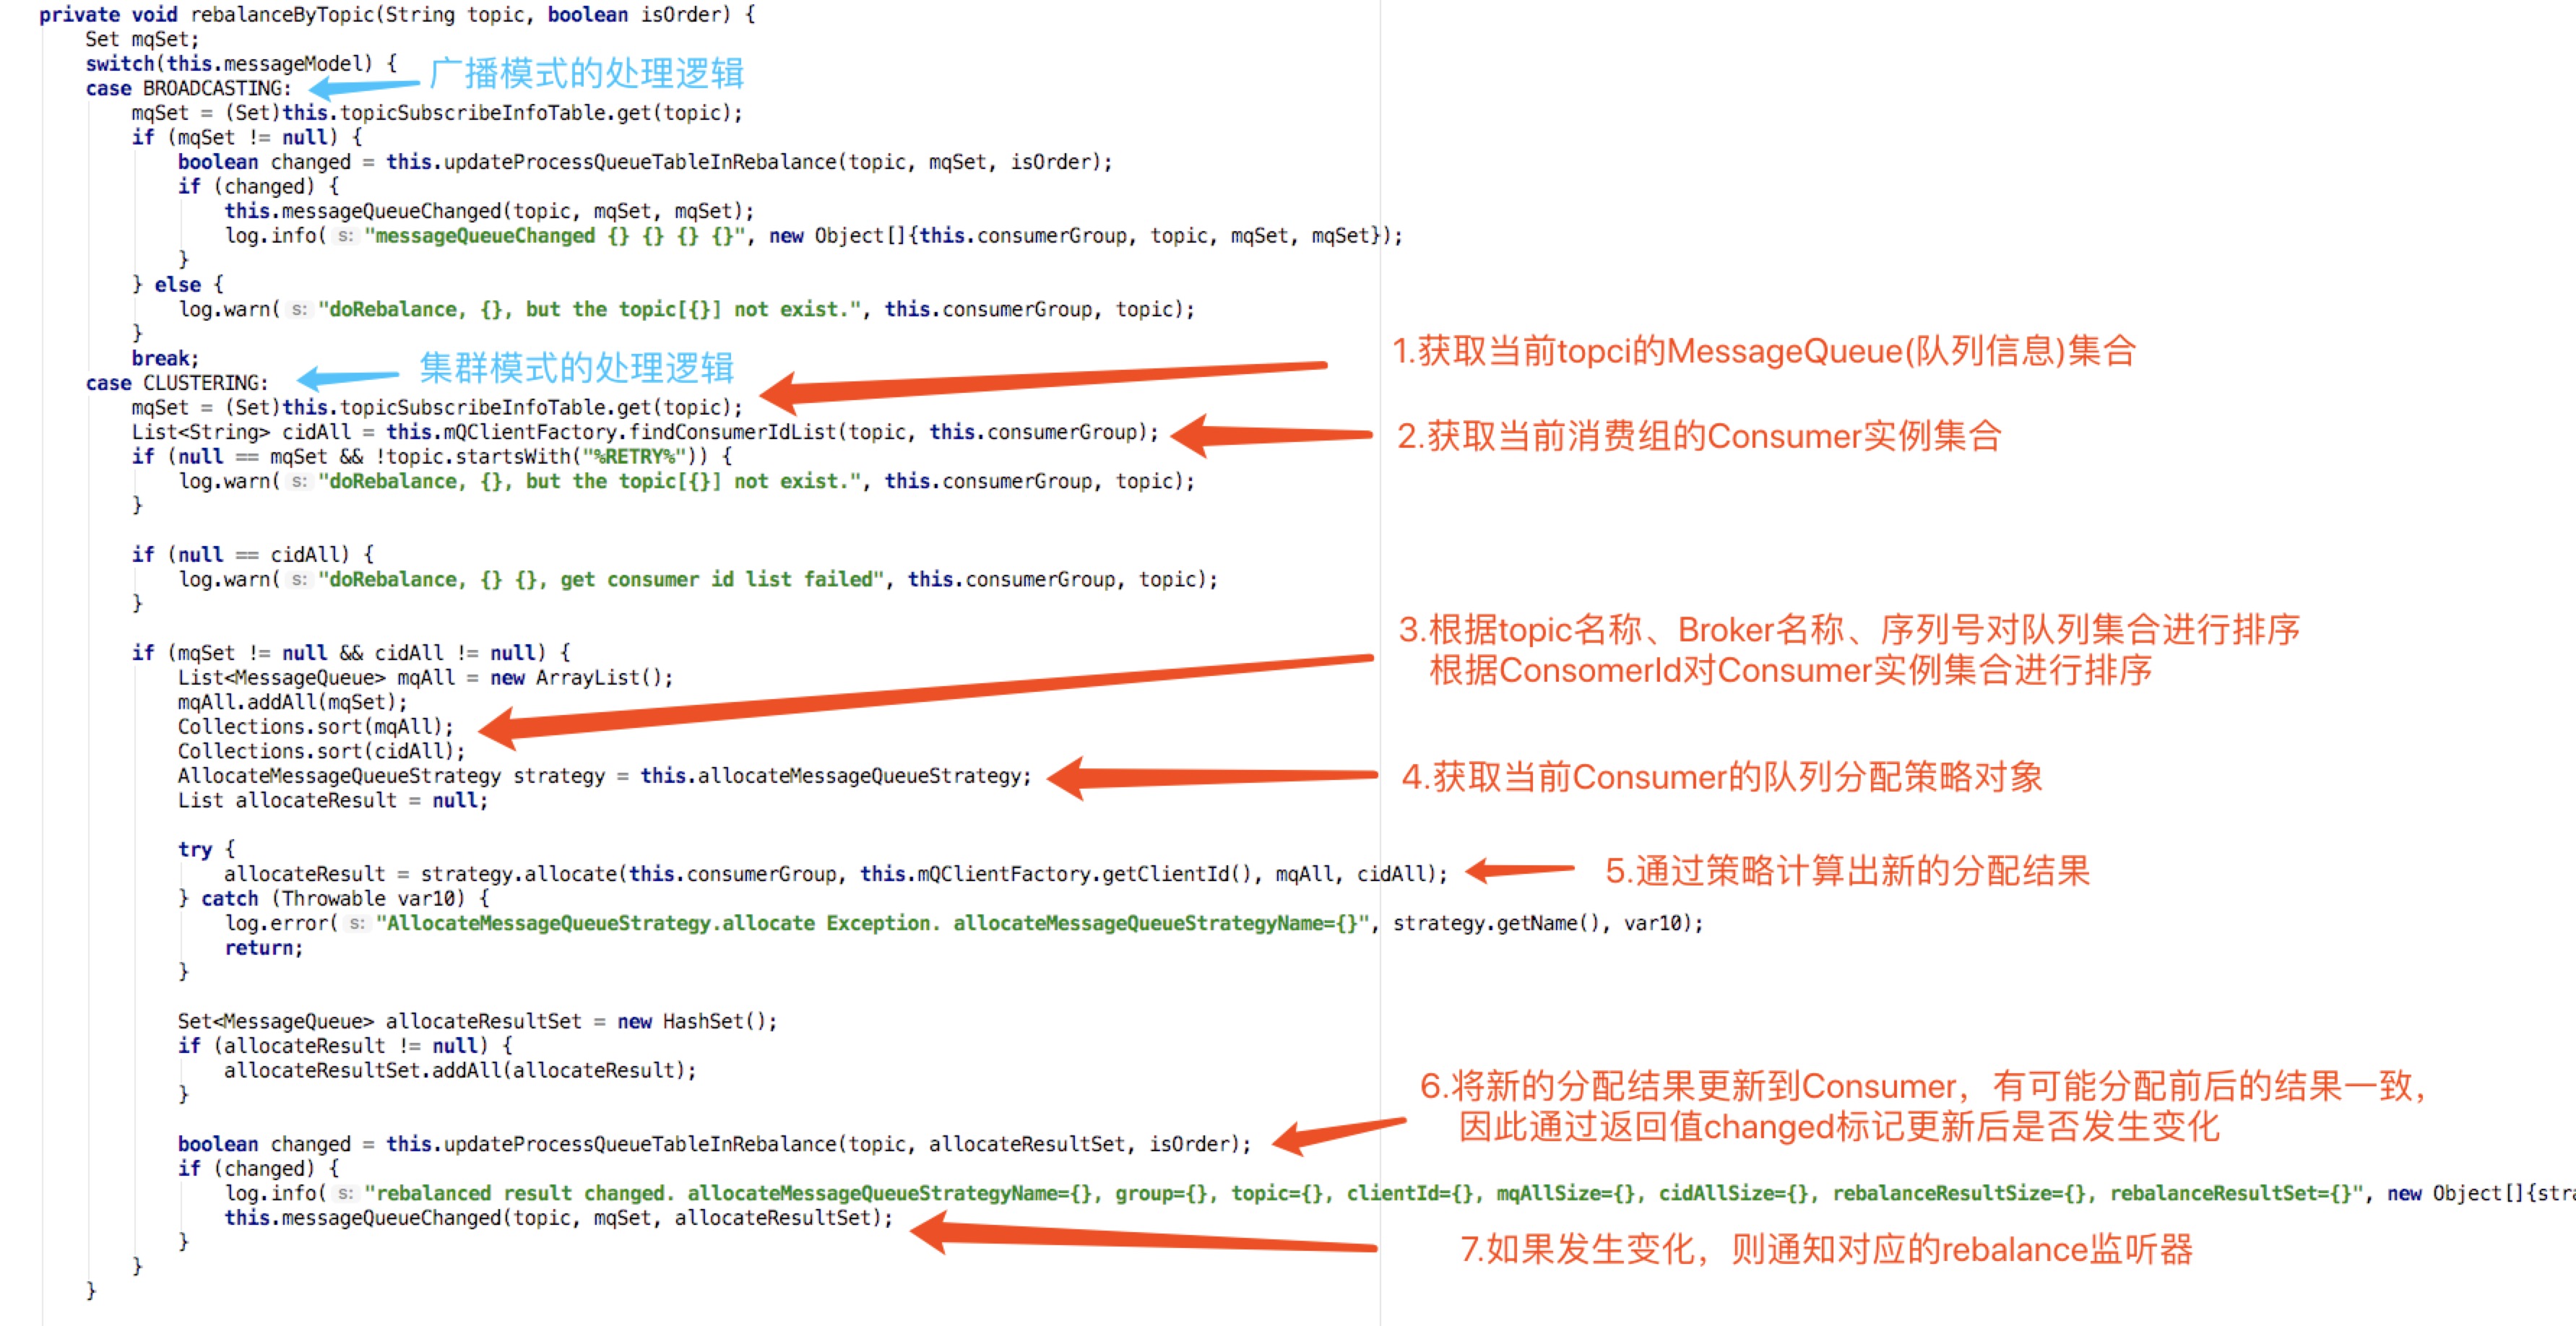 private void rebalanceByTopic(String topic, boolean isOrder) {
Set mqSet;
switch(this.messageModel) {
广播模式的处理逻辑
case BROADCASTING:
mqSet = (Set)this.topicSubscribeInfoTable.get(topic);
if (mqSet != null) {
boolean changed = this.updateProcessQueueTableInRebalance(topic, mqSet, isOrder);
if (changed) {
this.messageQueueChanged(topic, mqSet, mqSet);
log.info( s: "messageQueueChanged {} {} {} {}", new Object[]{this.consumerGroup, topic, mqSet, mqSet});
}
} else {
log.warn( s: "doRebalance, {}, but the topic[{}] not exist.", this.consumerGroup, topic);
}
break;
集群模式的处理逻辑
1.获取当前topci的MessageQueue(队列信息)集合
case CLUSTERING:
mqSet = (Set)this.topicSubscribeInfoTable.get(topic);
List<String> cidAll = this.mQClientFactory.findConsumerIdList(topic, this.consumerGroup);
2.获取当前消费组的Consumer实例集合
if (null == mqSet && !topic.startsWith("%RETRY%")) {
log.warn( s: "doRebalance, {}, but the topic[{}] not exist.", this.consumerGroup, topic);
}
if (null == cidAll) {
log.warn( s: "doRebalance, {} {}, get consumer id list failed", this.consumerGroup, topic);
}
3.根据topic名称、Broker名称、序列号对队列集合进行排序
根据ConsomerId对Consumer实例集合进行排序
if (mqSet != null && cidAll != null) {
List<MessageQueue> mqAll = new ArrayList();
mqAll.addAll(mqSet);
Collections.sort(mqAll);
Collections.sort(cidAll);
AllocateMessageQueueStrategy strategy = this.allocateMessageQueueStrategy;
4.获取当前Consumer的队列分配策略对象
List allocateResult = null;
try {
allocateResult = strategy.allocate(this.consumerGroup, this.mQClientFactory.getClientId(), mqAll, cidAll);
5.通过策略计算出新的分配结果
} catch (Throwable var10) {
log.error( s: "AllocateMessageQueueStrategy.allocate Exception. allocateMessageQueueStrategyName={}", strategy.getName(), var10);
return;
}
Set<MessageQueue> allocateResultSet = new HashSet();
if (allocateResult != null) {
allocateResultSet.addAll(allocateResult);
}
6.将新的分配结果更新到Consumer，有可能分配前后的结果一致，
因此通过返回值changed标记更新后是否发生变化
boolean changed = this.updateProcessQueueTableInRebalance(topic, allocateResultSet, isOrder);
if (changed) {
log.info( s: "rebalanced result changed. allocateMessageQueueStrategyName={}, group={}, topic={}, clientId={}, mqAllSize={}, cidAllSize={}, rebalanceResultSize={}, rebalanceResultSet={}", new Object[]{stra
this.messageQueueChanged(topic, mqSet, allocateResultSet);
7.如果发生变化，则通知对应的rebalance监听器
}
}
}